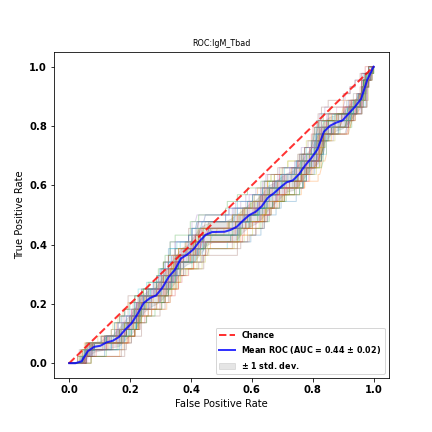 ROC:IgM_Tbad
1.0
0.8
0.6
0.4
0.2
0.0
True Positive Rate
Chance
Mean ROC (AUC = 0.44 ± 0.02)
± 1 std. dev.
0.0 0.2 0.4 0.6 0.8 1.0
False Positive Rate